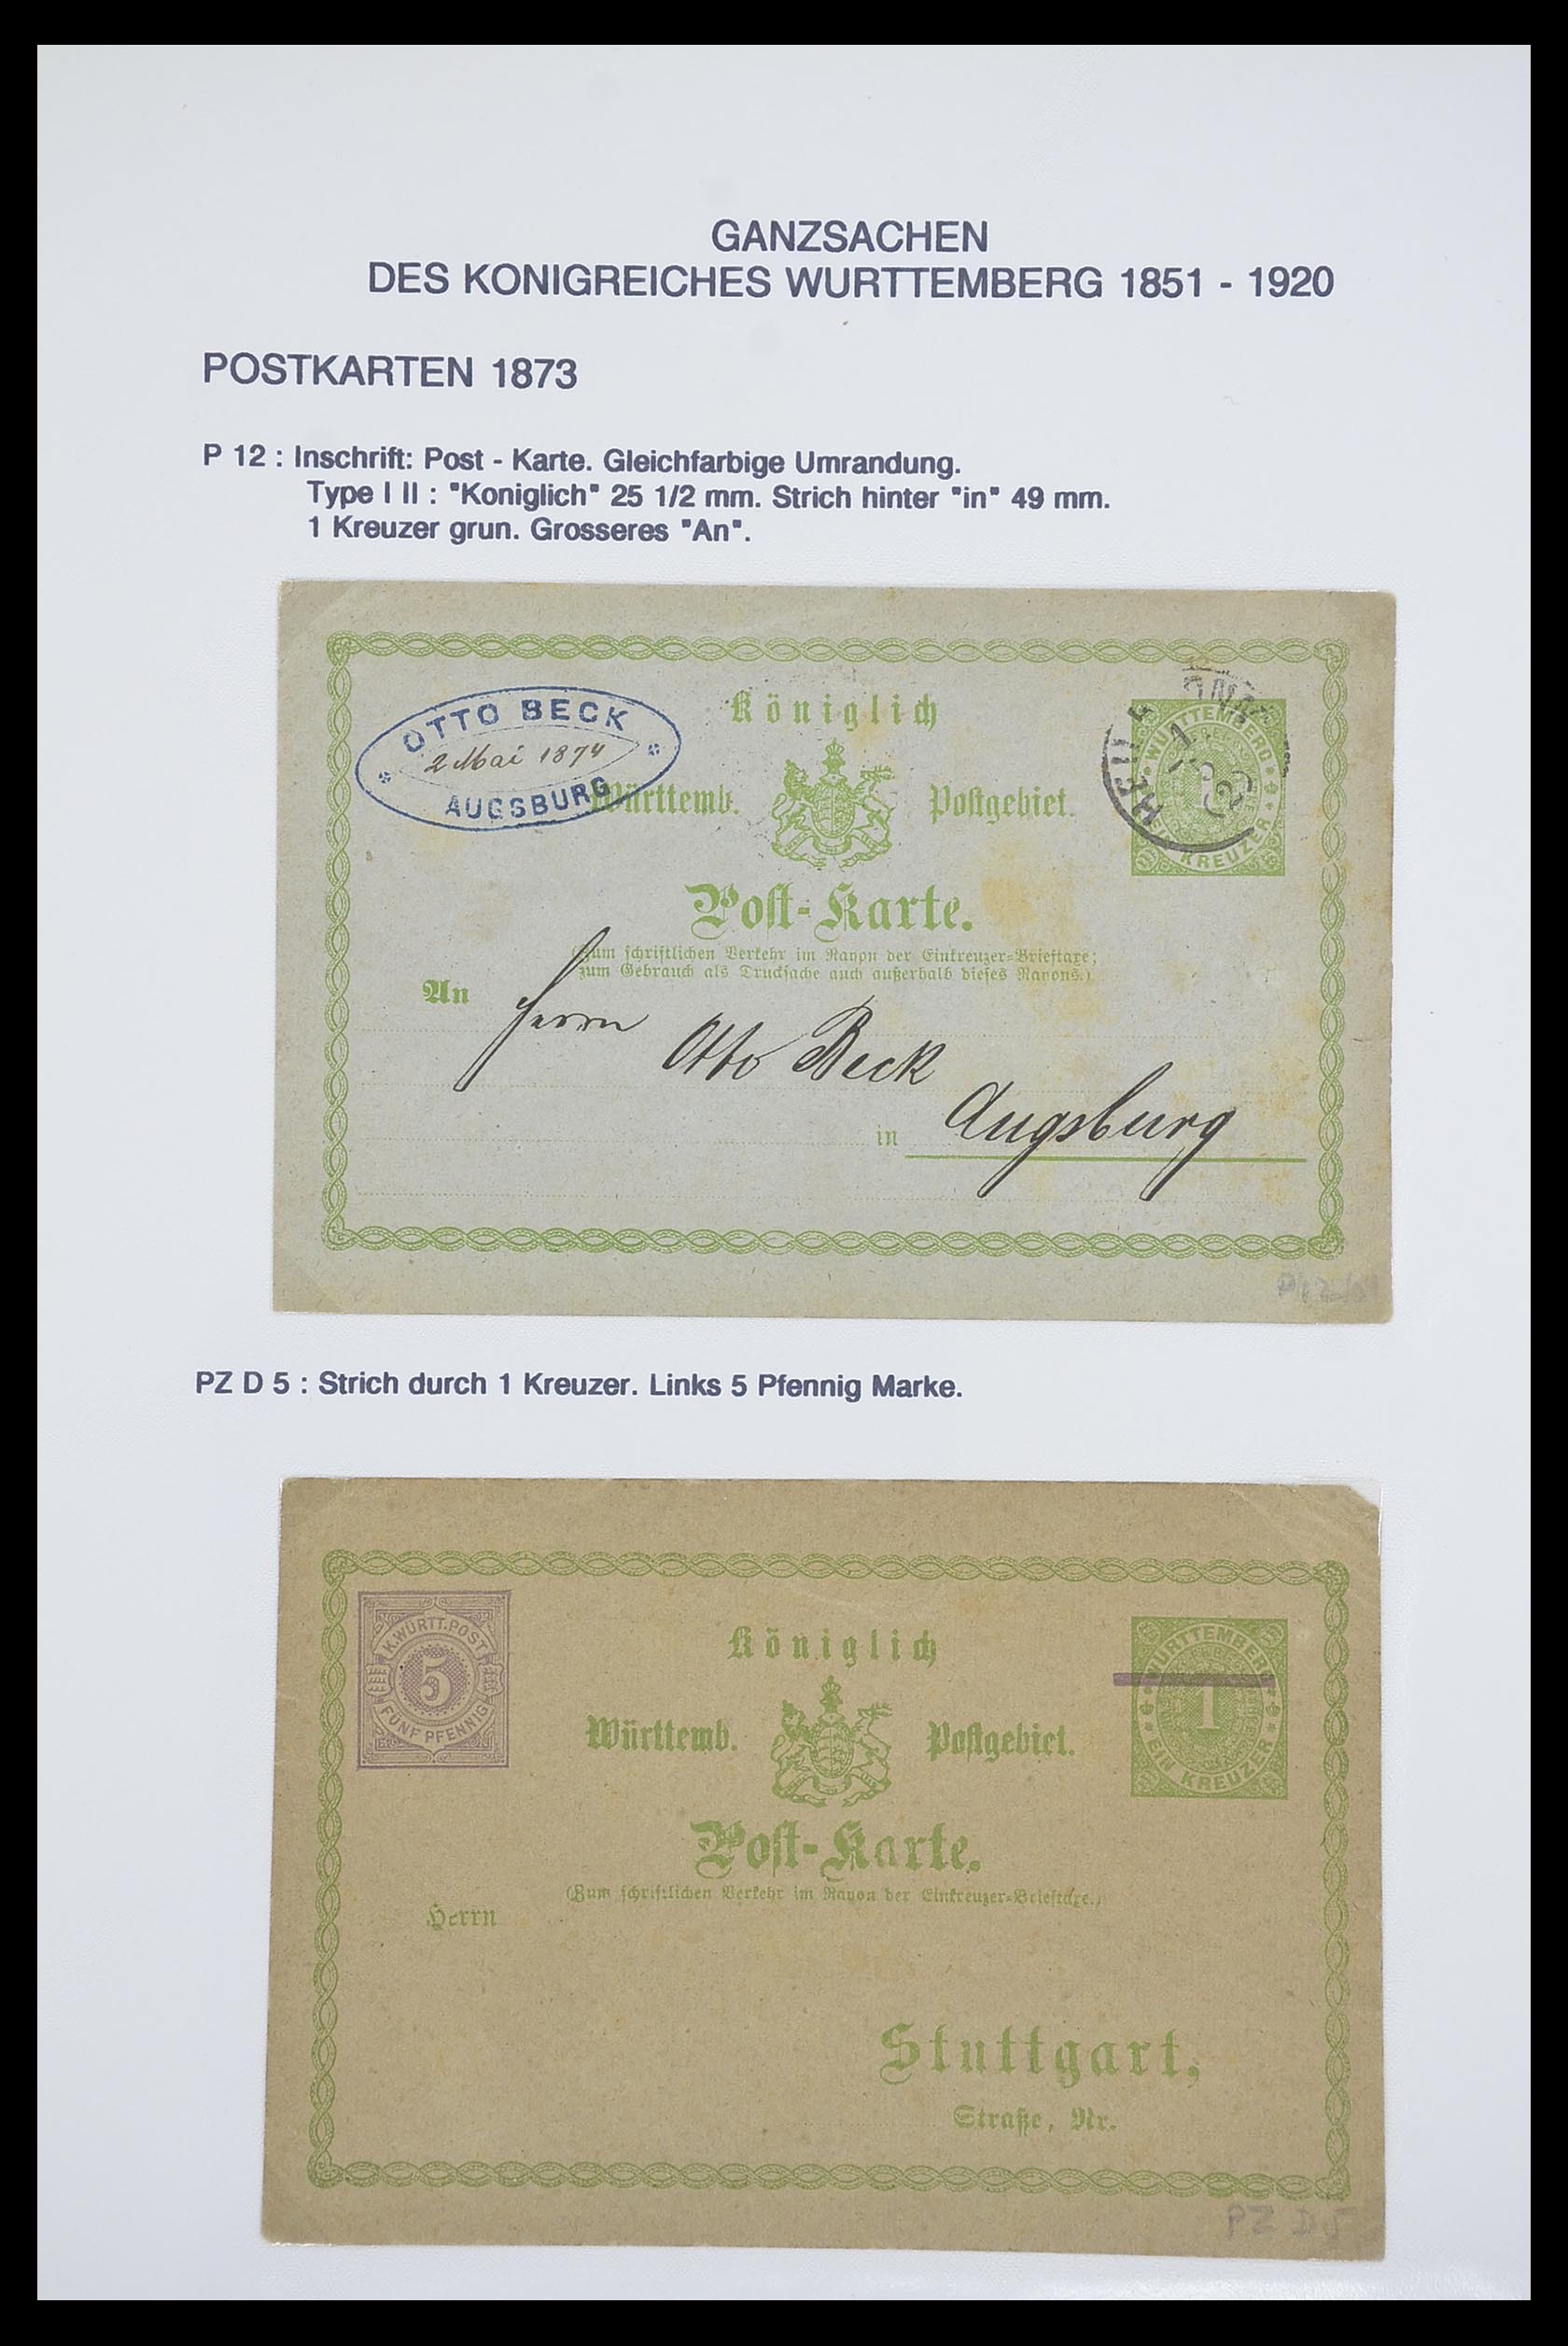 GANZSACHEN
DES KONIGREICHES WURTTEMBERG 1851 - 1920
POSTKARTEN 1873
P 12 : Inschrift: Post - Karte. Gleichfarbige Umrandung.
Type I II : "Koniglich" 25 1/2 mm. Strich hinter "in" 49 mm.
1 Kreuzer grun. Grosseres "An".
OTTO BECK
2 Mai 1874
AUGSBURG
Königlich
Württemb. Postgebiet.
WÜRTTEMBERG
KREUZER
Post-Karte.
(Zum schriftlichen Verkehr im Rayon der Einkreuzer-Brieftaxe;
zum Gebrauch als Drucksache auch außerhalb dieses Rayons.)
An
Herrn
Otto Beck
in Augsburg
PZ D 5 : Strich durch 1 Kreuzer. Links 5 Pfennig Marke.
K. WÜRTT. POST
5
FÜNF PFENNIG
Königlich
Württemb. Postgebiet.
WÜRTTEMBERG
1
EIN KREUZER
Post-Karte.
(Zum schriftlichen Verkehr im Rayon der Einkreuzer-Brieftaxe.)
Herrn
Stuttgart,
Straße, Nr.
PZ D 5